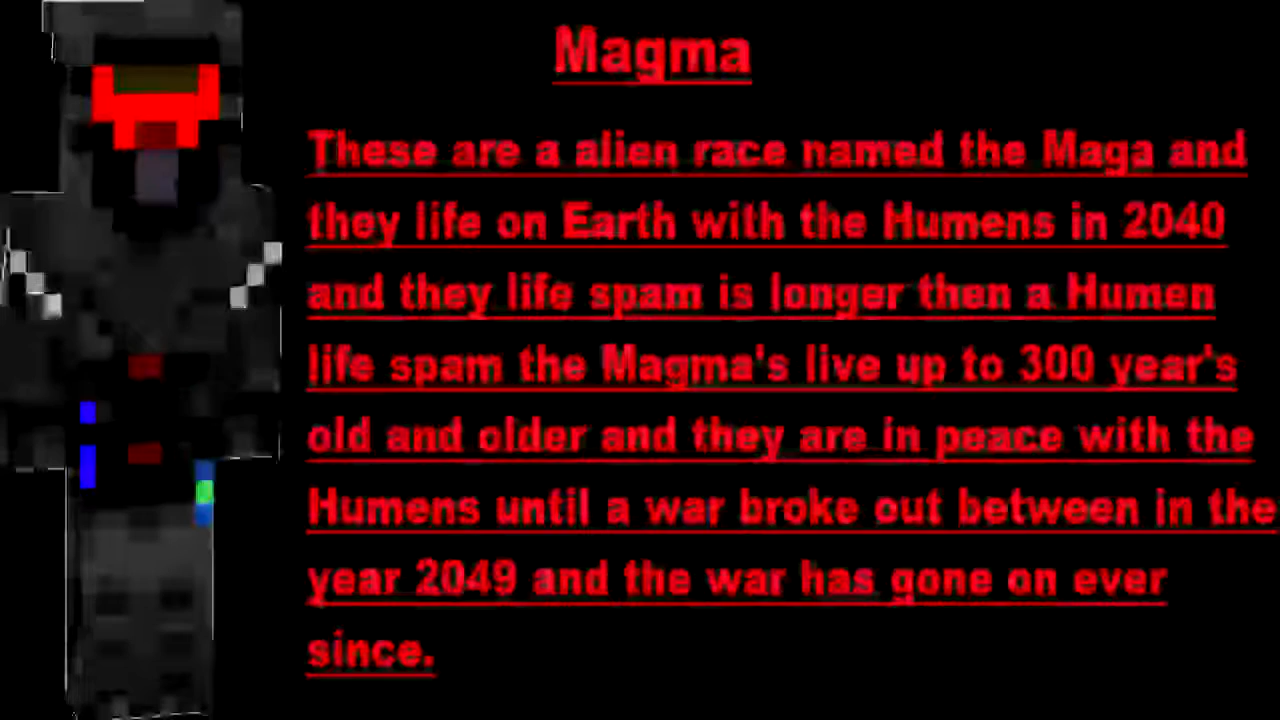 Magma
These are a alien race named the Maga and
they life on Earth with the Humens in 2040
and they life spam is longer then a Humen
life spam the Magma's live up to 300 year's
old and older and they are in peace with the
Humens until a war broke out between in the
year 2049 and the war has gone on ever
since.